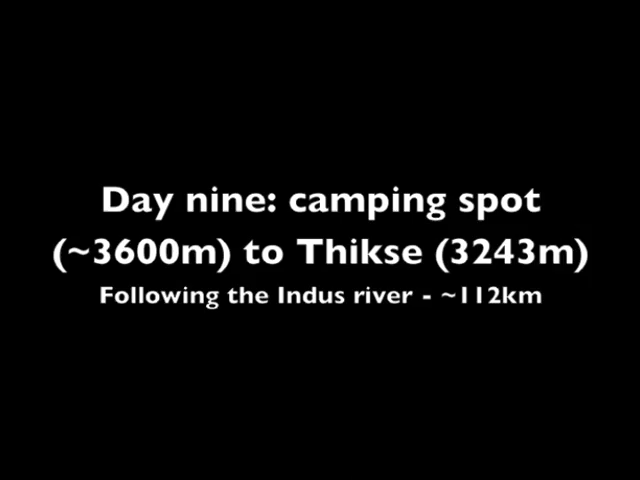 Day nine: camping spot
(~3600m) to Thikse (3243m)
Following the Indus river - ~112km